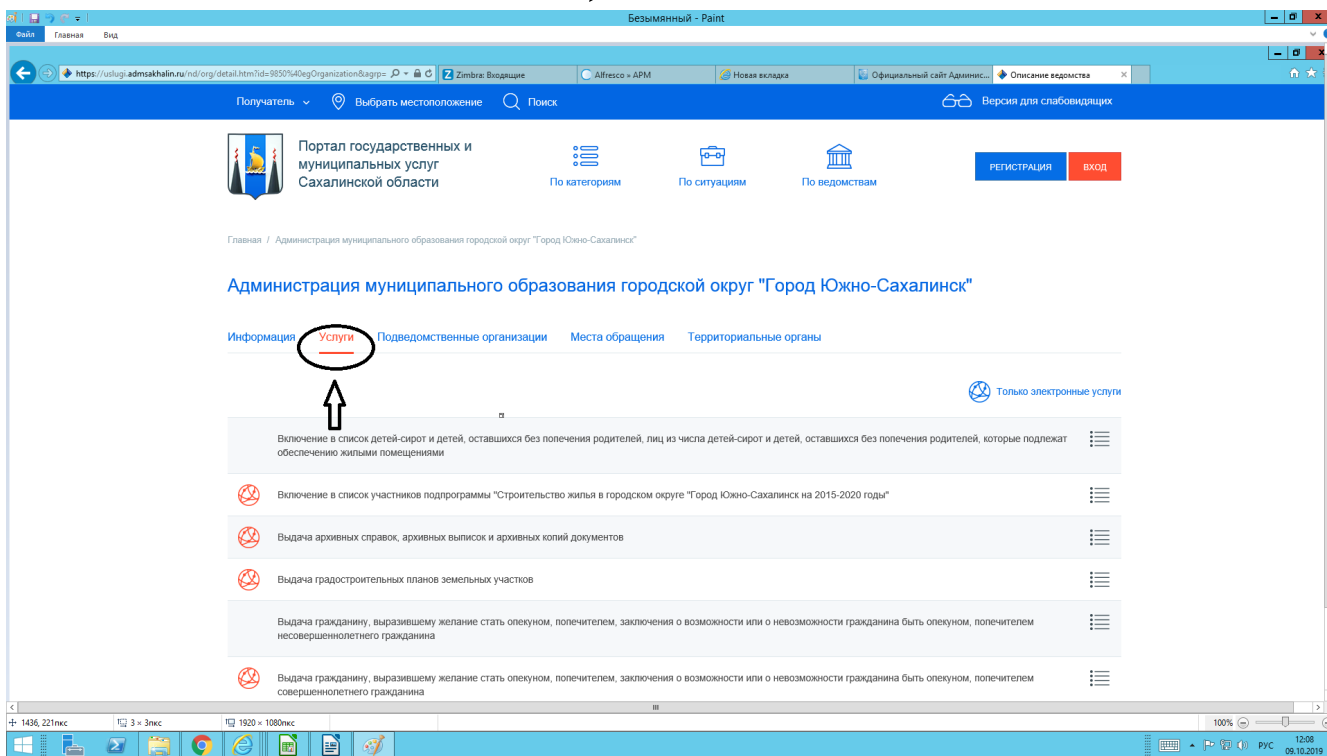 Безымянный - Paint
Файл Главная Вид
https://uslugi.admsakhalin.ru/nd/org/detail.htm?id=9850%40egOrganization&agrp= Zimbra: Входящие Alfresco » АРМ Новая вкладка Официальный сайт Админис... Описание ведомства
Получатель Выбрать местоположение Поиск Версия для слабовидящих
Портал государственных и
муниципальных услуг
Сахалинской области
По категориям По ситуациям По ведомствам
РЕГИСТРАЦИЯ ВХОД
Главная / Администрация муниципального образования городской округ "Город Южно-Сахалинск"
Администрация муниципального образования городской округ "Город Южно-Сахалинск"
Информация Услуги Подведомственные организации Места обращения Территориальные органы
Только электронные услуги
Включение в список детей-сирот и детей, оставшихся без попечения родителей, лиц из числа детей-сирот и детей, оставшихся без попечения родителей, которые подлежат
обеспечению жилыми помещениями
Включение в список участников подпрограммы "Строительство жилья в городском округе "Город Южно-Сахалинск на 2015-2020 годы"
Выдача архивных справок, архивных выписок и архивных копий документов
Выдача градостроительных планов земельных участков
Выдача гражданину, выразившему желание стать опекуном, попечителем, заключения о возможности или о невозможности гражданина быть опекуном, попечителем
несовершеннолетнего гражданина
Выдача гражданину, выразившему желание стать опекуном, попечителем, заключения о возможности или о невозможности гражданина быть опекуном, попечителем
совершеннолетнего гражданина
1436, 221пкс 3 × 3пкс 1920 × 1080пкс 100%
РУС 12:08
09.10.2019